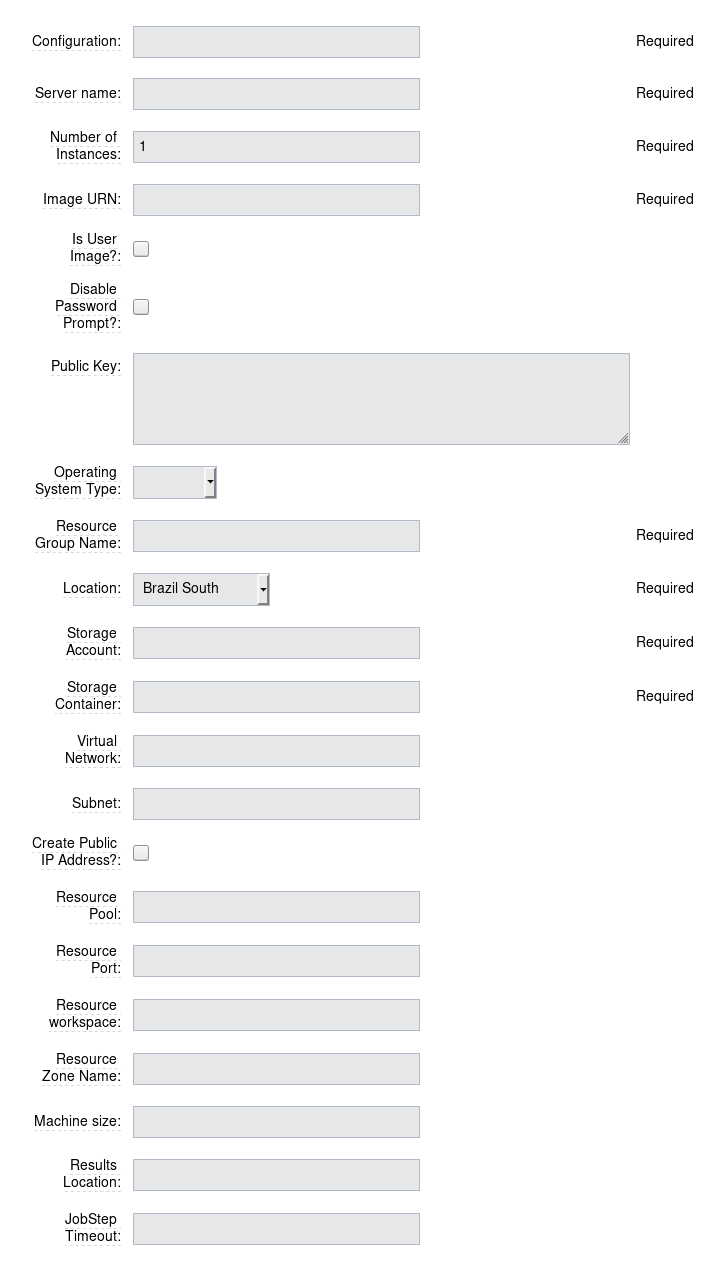 Configuration: Required
Server name: Required
Number of
Instances: 1 Required
Image URN: Required
Is User
Image?:
Disable
Password
Prompt?:
Public Key:
Operating
System Type:
Resource
Group Name: Required
Location: Brazil South Required
Storage
Account: Required
Storage
Container: Required
Virtual
Network:
Subnet:
Create Public
IP Address?:
Resource
Pool:
Resource
Port:
Resource
workspace:
Resource
Zone Name:
Machine size:
Results
Location:
JobStep
Timeout: